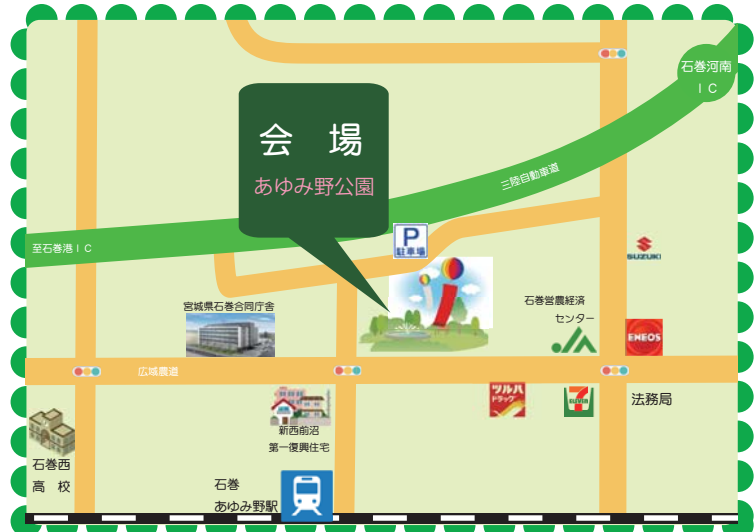 石巻河南
ＩＣ
会　場
あゆみ野公園
三陸自動車道
至石巻港ＩＣ
P
駐車場
SUZUKI
石巻営農経済
センター
宮城県石巻合同庁舎
ENEOS
広域農道
ツルハ
ドラッグ
7
ELEVEN
法務局
新西前沼
第一復興住宅
石巻西
高　校
石巻
あゆみ野駅